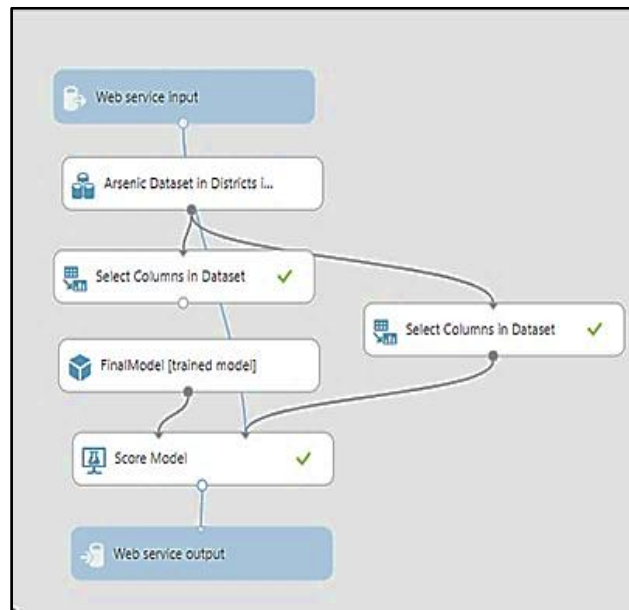 Web service input
Arsenic Dataset in Districts i...
Select Columns in Dataset
Select Columns in Dataset
FinalModel [trained model]
Score Model
Web service output